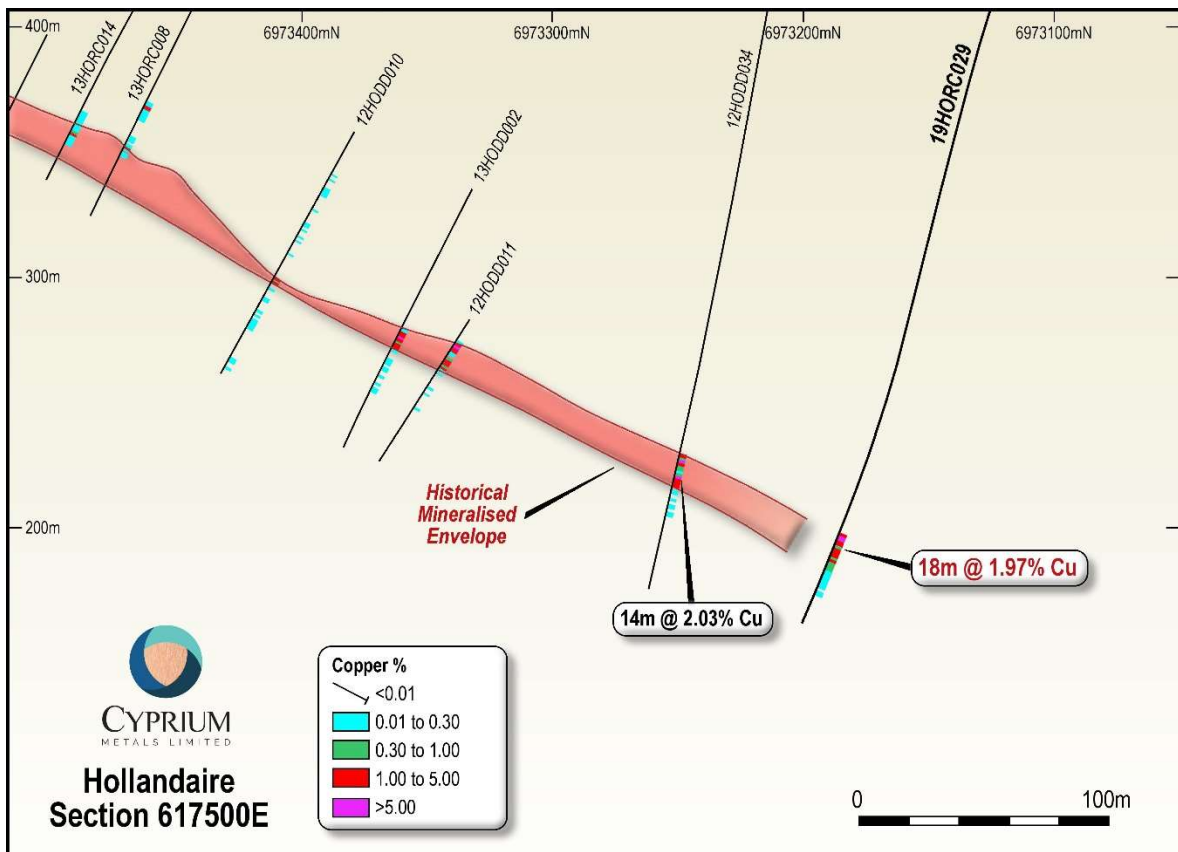 400m
6973400mN
6973300mN
6973200mN
6973100mN
13HORC014
13HORC008
12HODD010
13HODD002
12HODD011
12HODD034
19HORC029
300m
200m
Historical
Mineralised
Envelope
14m @ 2.03% Cu
18m @ 1.97% Cu
CYPRIUM
METALS LIMITED
Hollandaire
Section 617500E
Copper %
<0.01
0.01 to 0.30
0.30 to 1.00
1.00 to 5.00
>5.00
0
100m